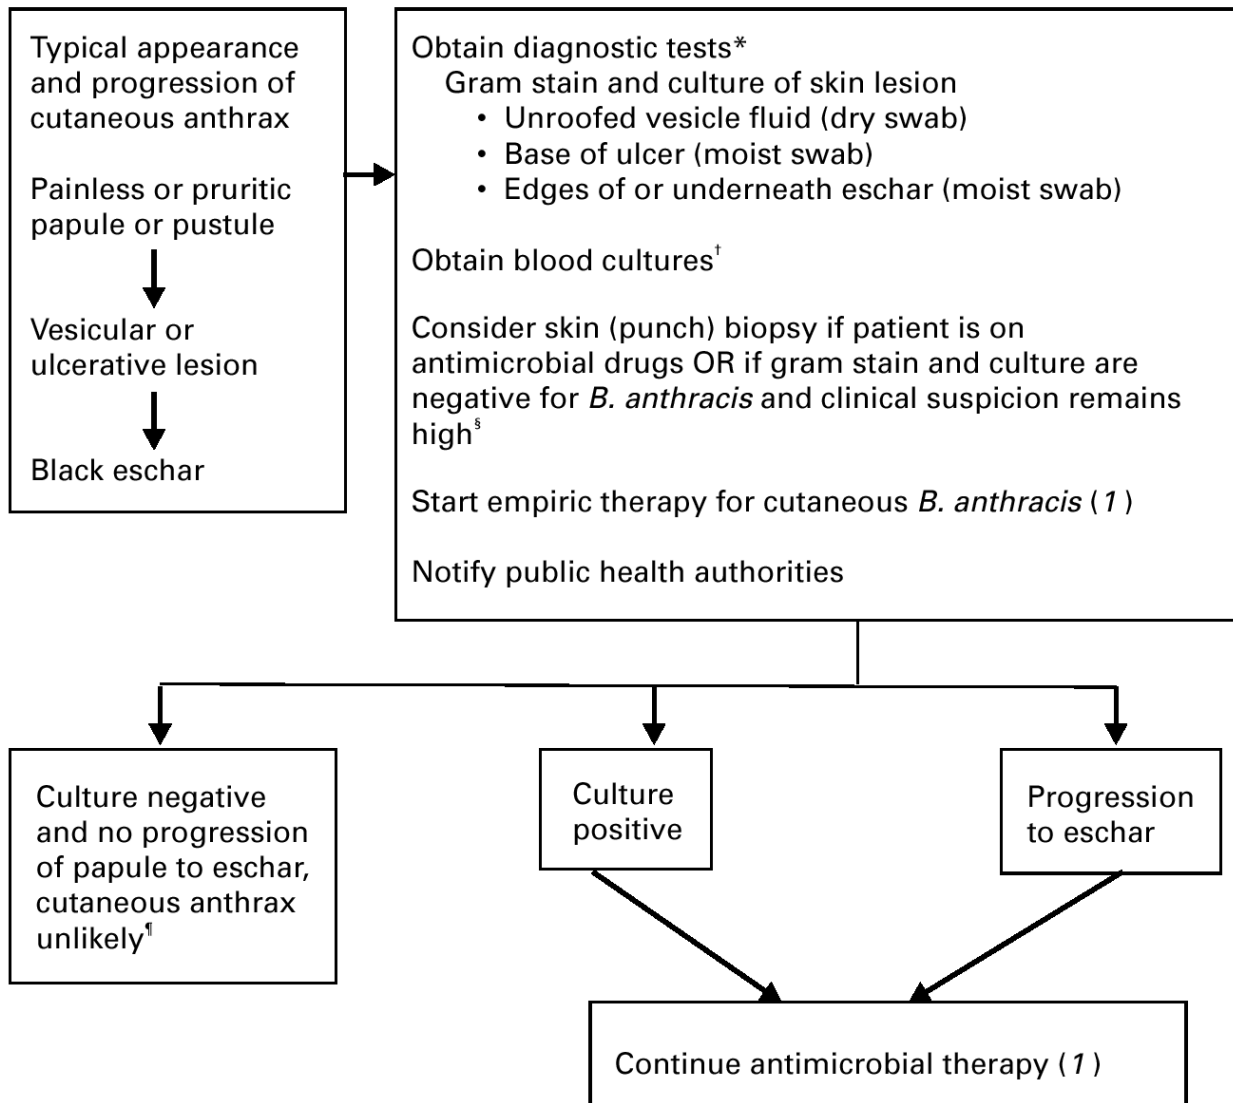 Typical appearance
and progression of
cutaneous anthrax
Painless or pruritic
papule or pustule
Vesicular or
ulcerative lesion
Black eschar
Obtain diagnostic tests*
Gram stain and culture of skin lesion
• Unroofed vesicle fluid (dry swab)
• Base of ulcer (moist swab)
• Edges of or underneath eschar (moist swab)
Obtain blood cultures†
Consider skin (punch) biopsy if patient is on
antimicrobial drugs OR if gram stain and culture are
negative for B. anthracis and clinical suspicion remains
high§
Start empiric therapy for cutaneous B. anthracis (1)
Notify public health authorities
Culture negative
and no progression
of papule to eschar,
cutaneous anthrax
unlikely¶
Culture
positive
Progression
to eschar
Continue antimicrobial therapy (1)